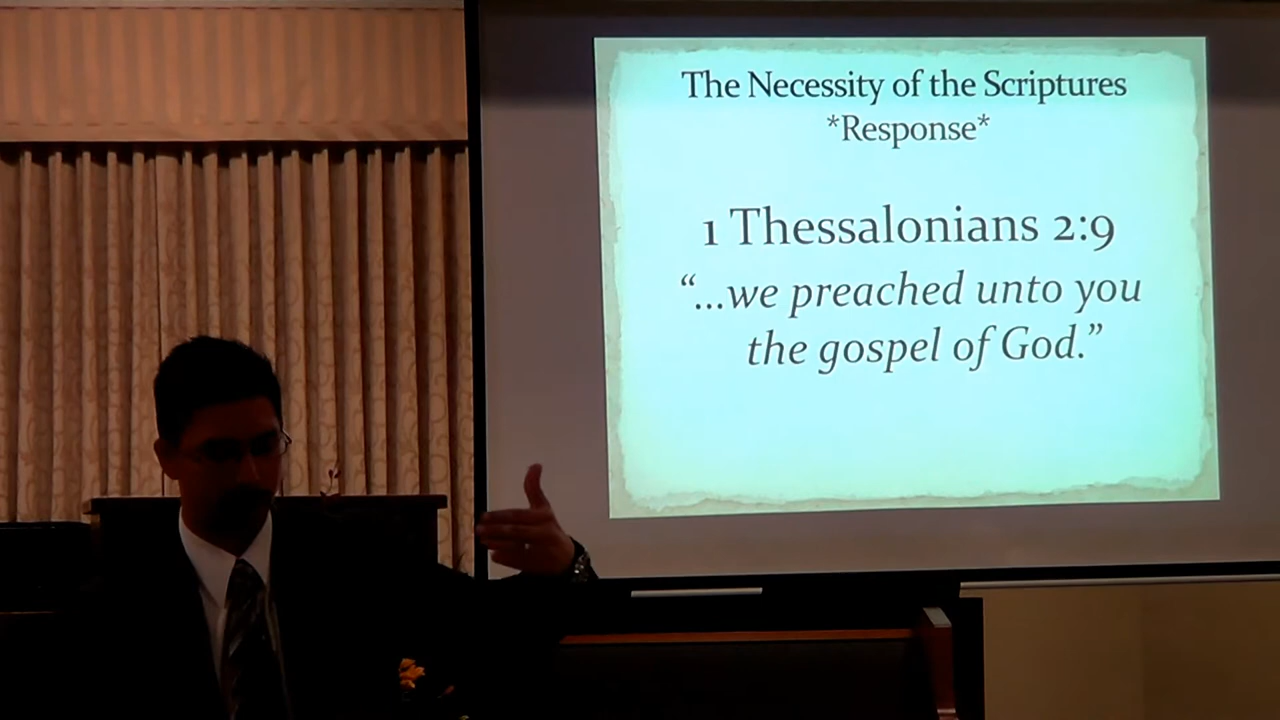 The Necessity of the Scriptures
*Response*
1 Thessalonians 2:9
“...we preached unto you
the gospel of God.”